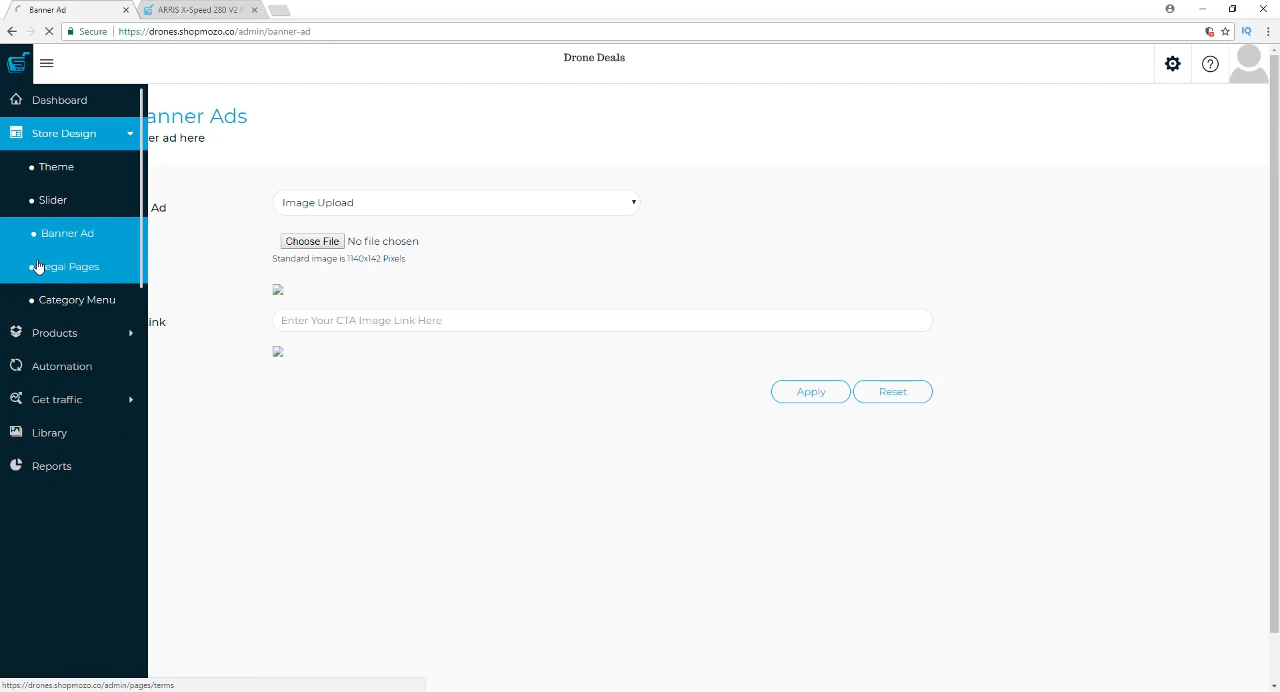 Banner Ad
ARRIS X-Speed 280 V2 F
Secure
https://drones.shopmozo.co/admin/banner-ad
IQ
Drone Deals
Dashboard
Store Design
Theme
Slider
Banner Ad
Legal Pages
Category Menu
Products
Automation
Get traffic
Library
Reports
anner Ads
er ad here
Ad
Image Upload
Choose File No file chosen
Standard image is 1140x142 Pixels
ink
Enter Your CTA Image Link Here
Apply
Reset
https://drones.shopmozo.co/admin/pages/terms